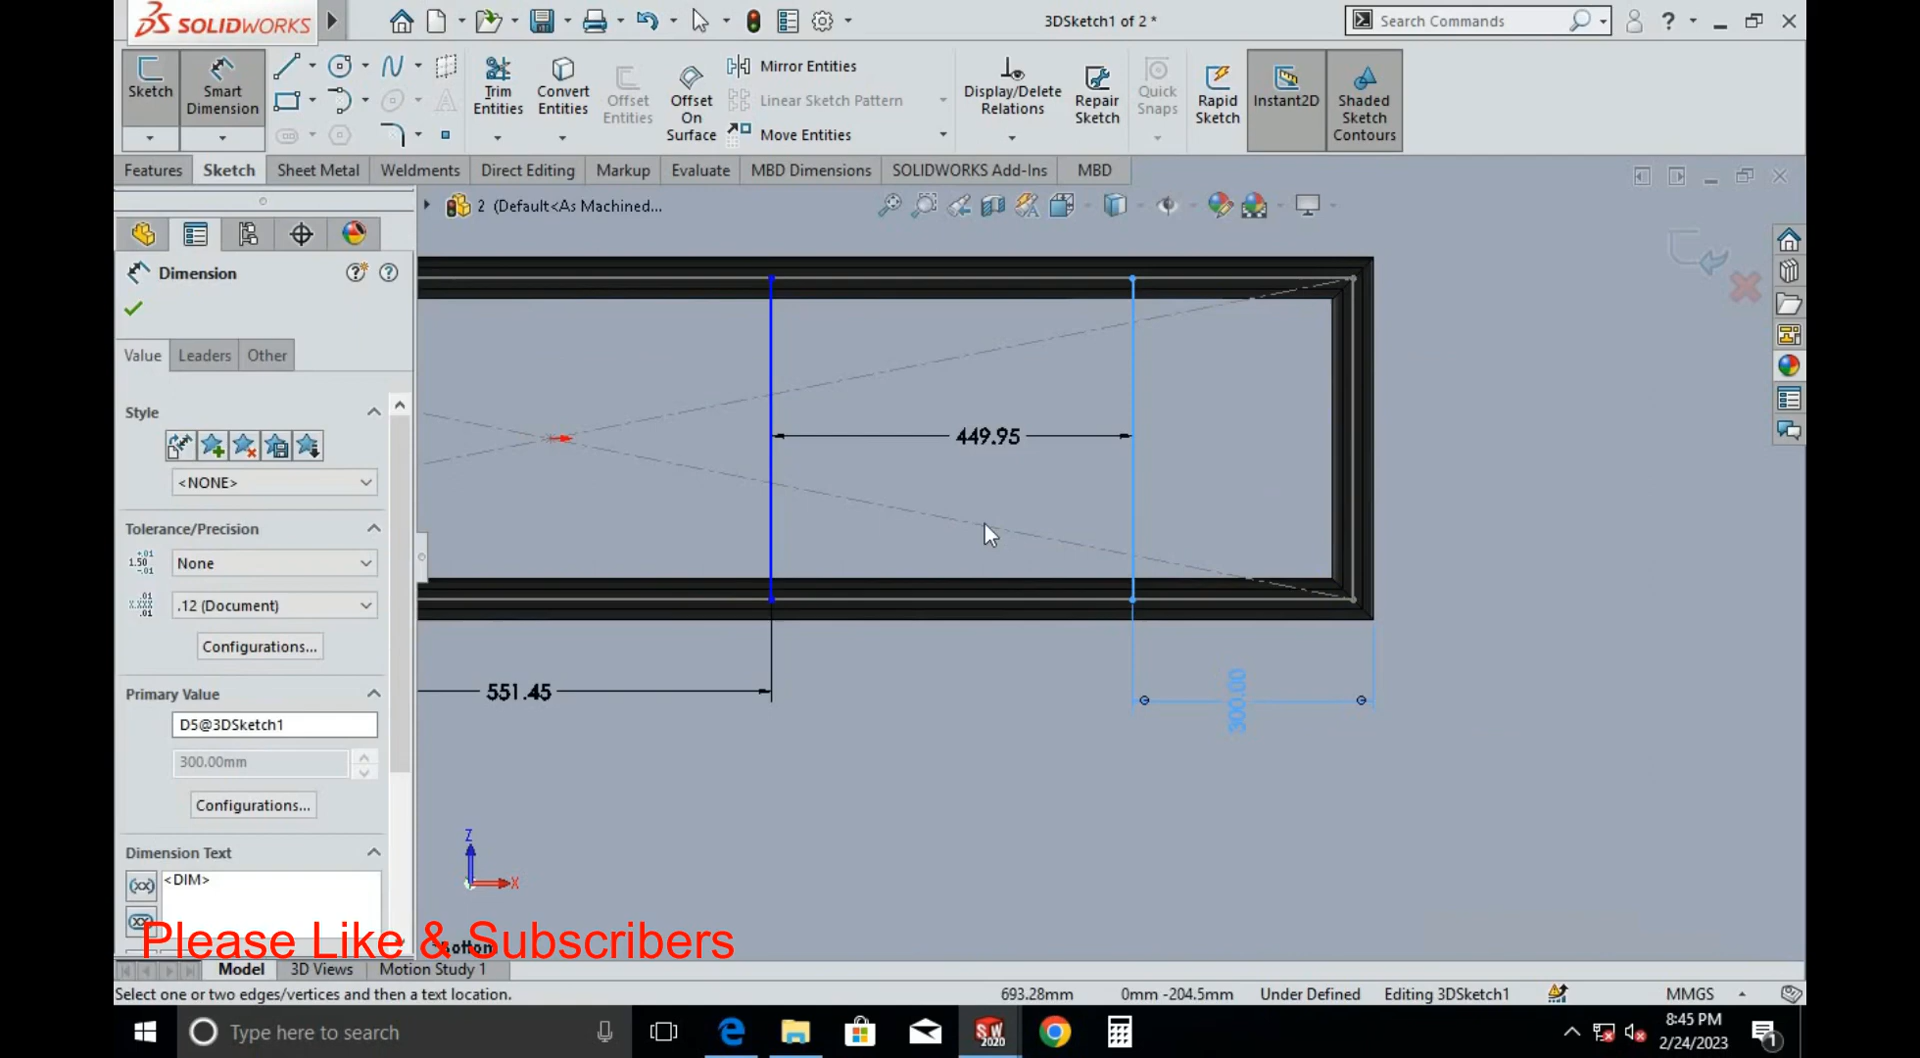 SOLIDWORKS
3DSketch1 of 2 *
Search Commands
?
Sketch
Smart
Dimension
Trim
Entities
Convert
Entities
Offset
Entities
Offset
On
Surface
Mirror Entities
Linear Sketch Pattern
Move Entities
Display/Delete
Relations
Repair
Sketch
Quick
Snaps
Rapid
Sketch
Instant2D
Shaded
Sketch
Contours
Features
Sketch
Sheet Metal
Weldments
Direct Editing
Markup
Evaluate
MBD Dimensions
SOLIDWORKS Add-Ins
MBD
2 (Default<As Machined...
Dimension
Value
Leaders
Other
Style
<NONE>
Tolerance/Precision
None
.12 (Document)
Configurations...
Primary Value
D5@3DSketch1
300.00mm
Configurations...
Dimension Text
<DIM>
449.95
551.45
300.00
Z
X
Please Like & Subscribers
*Bottom
Model
3D Views
Motion Study 1
Select one or two edges/vertices and then a text location.
693.28mm
0mm -204.5mm
Under Defined
Editing 3DSketch1
MMGS
Type here to search
SW
2020
8:45 PM
2/24/2023
1